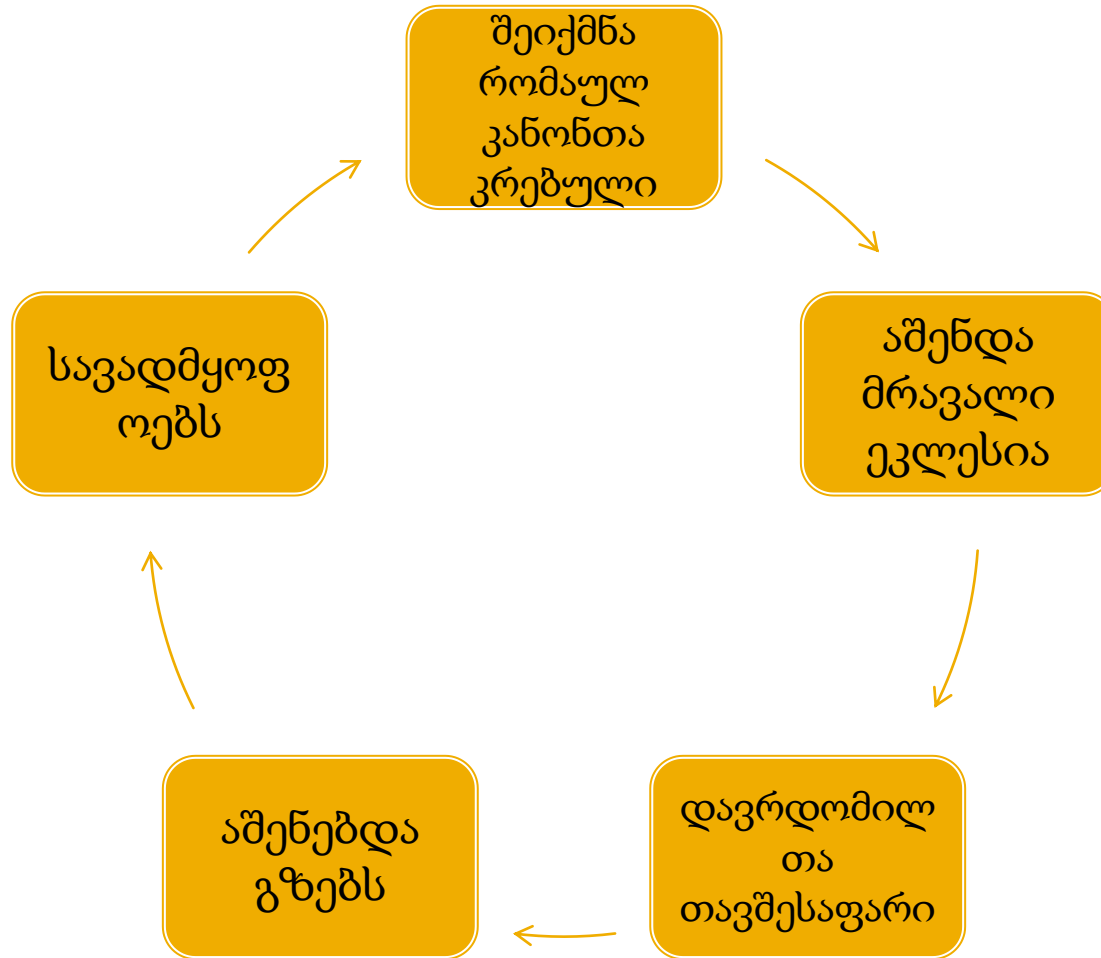 შეიქმნა
რომაულ
კანონთა
კრებული
აშენდა
მრავალი
ეკლესია
დავრდომილ
თა
თავშესაფარი
აშენებდა
გზებს
სავადმყოფ
ოებს